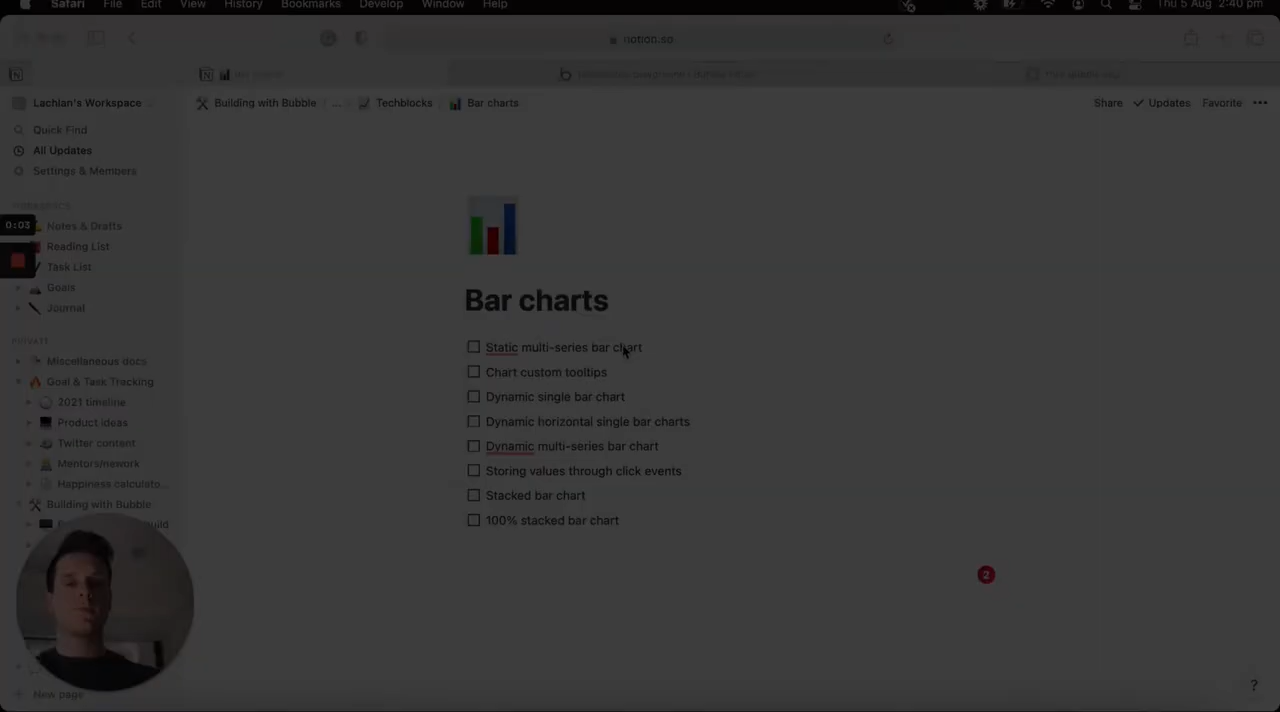 Safari File Edit View History Bookmarks Develop Window Help Thu 5 Aug 2:40 pm
notion.so
Lachlan's Workspace
Building with Bubble / ... / Techblocks / Bar charts
Share Updates Favorite
Quick Find
All Updates
Settings & Members
WORKSPACE
0:03
Notes & Drafts
Reading List
Task List
Goals
Journal
PRIVATE
Miscellaneous docs
Goal & Task Tracking
2021 timeline
Product ideas
Twitter content
Mentors/nework
Happiness calculato...
Building with Bubble
New page
Bar charts
Static multi-series bar chart
Chart custom tooltips
Dynamic single bar chart
Dynamic horizontal single bar charts
Dynamic multi-series bar chart
Storing values through click events
Stacked bar chart
100% stacked bar chart
2
?